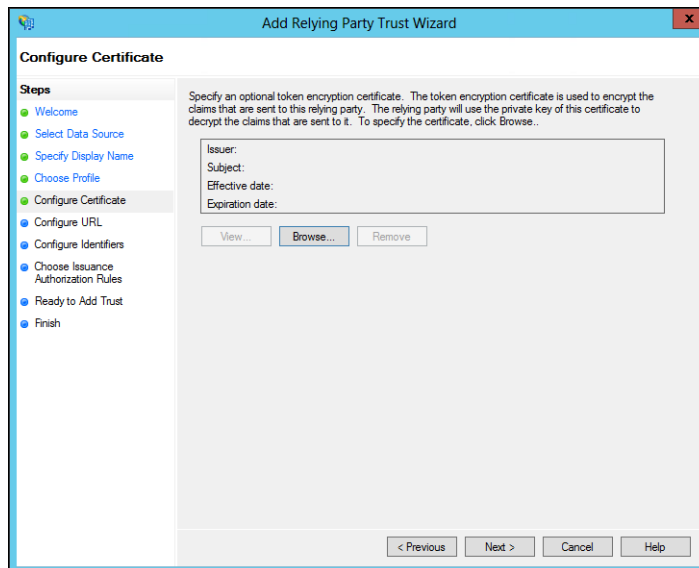 Add Relying Party Trust Wizard
x
Configure Certificate
Steps
Welcome
Select Data Source
Specify Display Name
Choose Profile
Configure Certificate
Configure URL
Configure Identifiers
Choose Issuance
Authorization Rules
Ready to Add Trust
Finish
Specify an optional token encryption certificate.  The token encryption certificate is used to encrypt the
claims that are sent to this relying party.  The relying party will use the private key of this certificate to
decrypt the claims that are sent to it.  To specify the certificate, click Browse..
Issuer:
Subject:
Effective date:
Expiration date:
View...
Browse...
Remove
< Previous
Next >
Cancel
Help